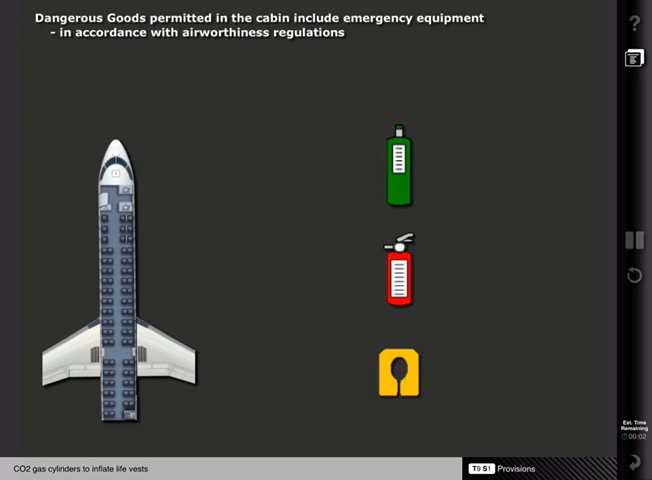 Dangerous Goods permitted in the cabin include emergency equipment
- in accordance with airworthiness regulations
?
Est. Time
Remaining
00:02
CO2 gas cylinders to inflate life vests
T9 S1 Provisions